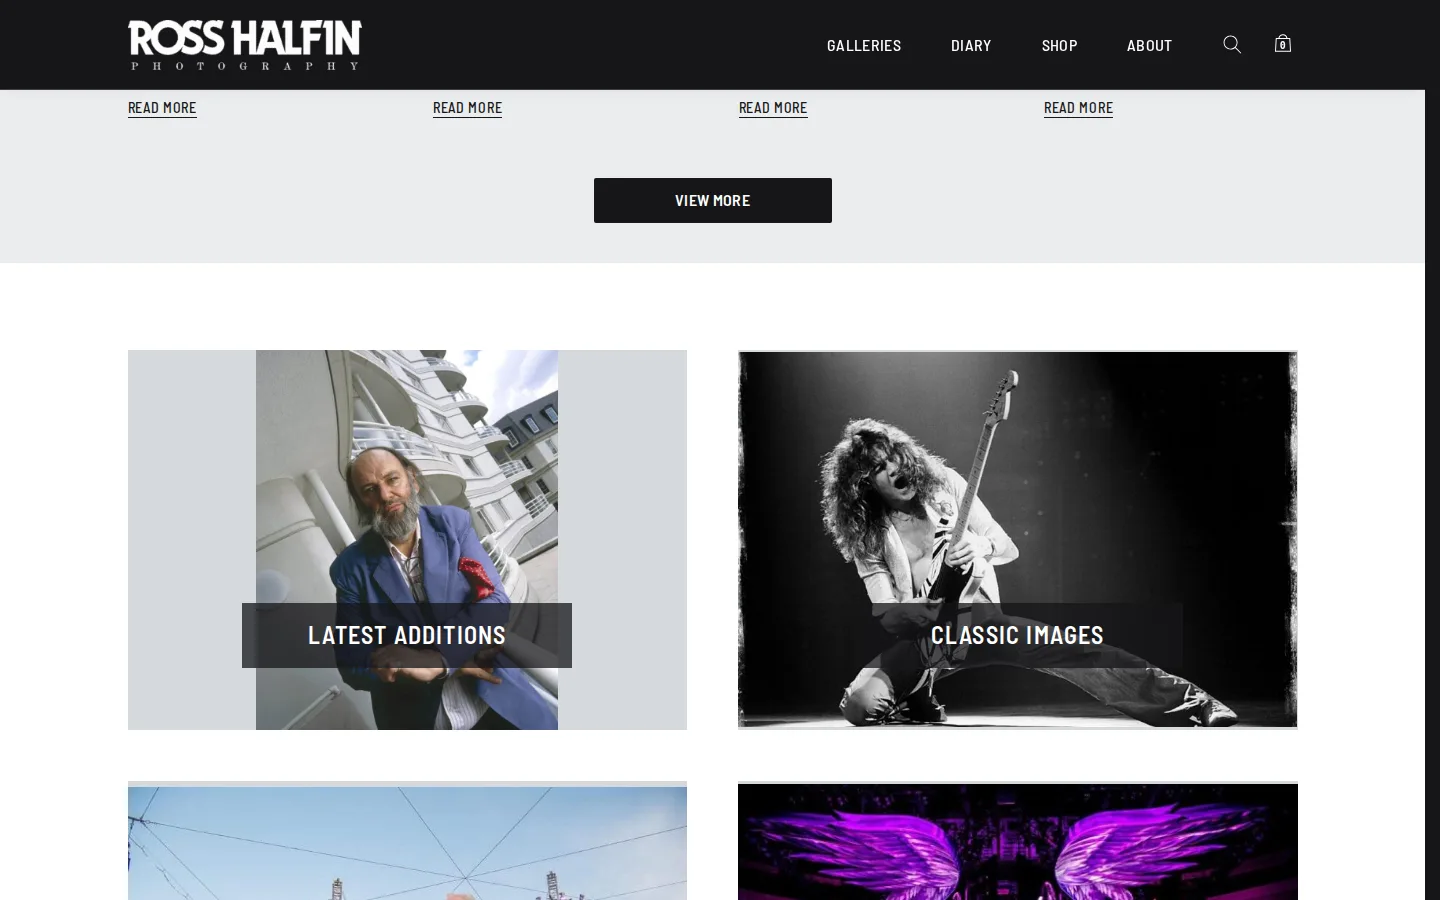 ROSS HALFIN
PHOTOGRAPHY
GALLERIES DIARY SHOP ABOUT 0
READ MORE READ MORE READ MORE READ MORE
VIEW MORE
LATEST ADDITIONS CLASSIC IMAGES